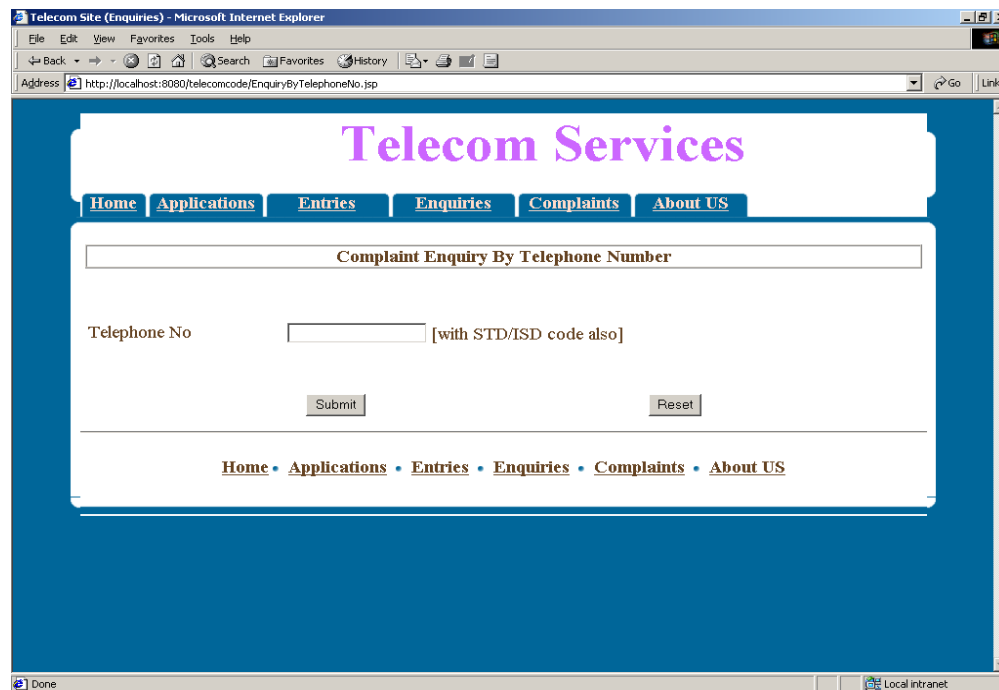 Telecom Site (Enquiries) - Microsoft Internet Explorer
File Edit View Favorites Tools Help
Back Search Favorites History
Address http://localhost:8080/telecomcode/EnquiryByTelephoneNo.jsp Go Link
Telecom Services
Home Applications Entries Enquiries Complaints About US
Complaint Enquiry By Telephone Number
Telephone No [with STD/ISD code also]
Submit Reset
Home • Applications • Entries • Enquiries • Complaints • About US
Done Local intranet